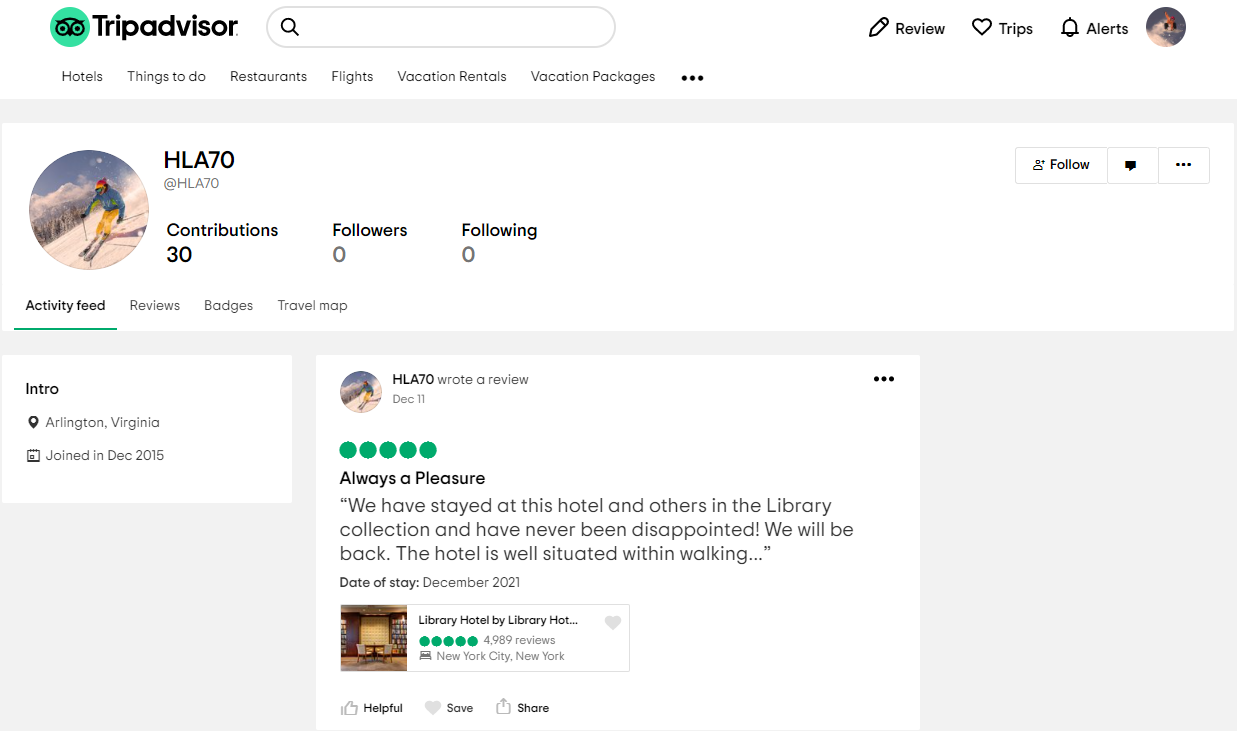 Tripadvisor
Review
Trips
Alerts
Hotels
Things to do
Restaurants
Flights
Vacation Rentals
Vacation Packages
HLA70
@HLA70
Follow
Contributions
Followers
Following
30
0
0
Activity feed
Reviews
Badges
Travel map
Intro
Arlington, Virginia
Joined in Dec 2015
HLA70 wrote a review
Dec 11
Always a Pleasure
“We have stayed at this hotel and others in the Library
collection and have never been disappointed! We will be
back. The hotel is well situated within walking...”
Date of stay: December 2021
Library Hotel by Library Hot...
4,989 reviews
New York City, New York
Helpful
Save
Share